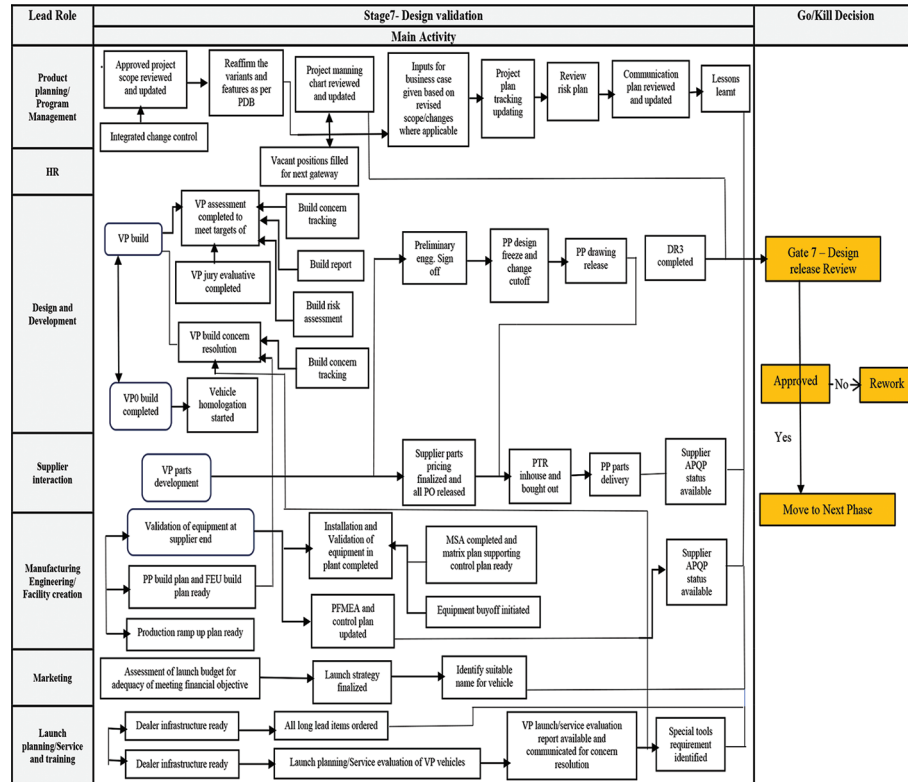 Lead Role
Stage7- Design validation
Go/Kill Decision
Main Activity
Product
planning/
Program
Management
Approved project
scope reviewed
and updated
Reaffirm the
variants and
features as per
PDB
Project manning
chart reviewed
and updated
Inputs for
business case
given based on
revised
scope/changes
where applicable
Project
plan
tracking
updating
Review
risk plan
Communication
plan reviewed
and updated
Lessons
learnt
Integrated change control
HR
Vacant positions filled
for next gateway
Design and
Development
VP build
VP assessment
completed to
meet targets of
Build concern
tracking
Build report
VP jury evaluative
completed
Build risk
assessment
VP build concern
resolution
Build concern
tracking
VP0 build
completed
Vehicle
homologation
started
Preliminary
engg. Sign
off
PP design
freeze and
change
cutoff
PP drawing
release
DR3
completed
Gate 7 – Design
release Review
Approved
No
Rework
Yes
Move to Next Phase
Supplier
interaction
VP parts
development
Supplier parts
pricing
finalized and
all PO released
PTR
inhouse and
bought out
PP parts
delivery
Supplier
APQP
status
available
Manufacturing
Engineering/
Facility creation
Validation of equipment at
supplier end
Installation and
Validation of
equipment in
plant completed
MSA completed and
matrix plan supporting
control plan ready
Supplier
APQP
status
available
PP build plan and FEU build
plan ready
PFMEA and
control plan
updated
Equipment buyoff initiated
Production ramp up plan ready
Marketing
Assessment of launch budget for
adequacy of meeting financial objective
Launch strategy
finalized
Identify suitable
name for vehicle
Launch
planning/Service
and training
Dealer infrastructure ready
All long lead items ordered
VP launch/service evaluation
report available and
communicated for concern
resolution
Special tools
requirement
identified
Dealer infrastructure ready
Launch planning/Service evaluation of VP vehicles